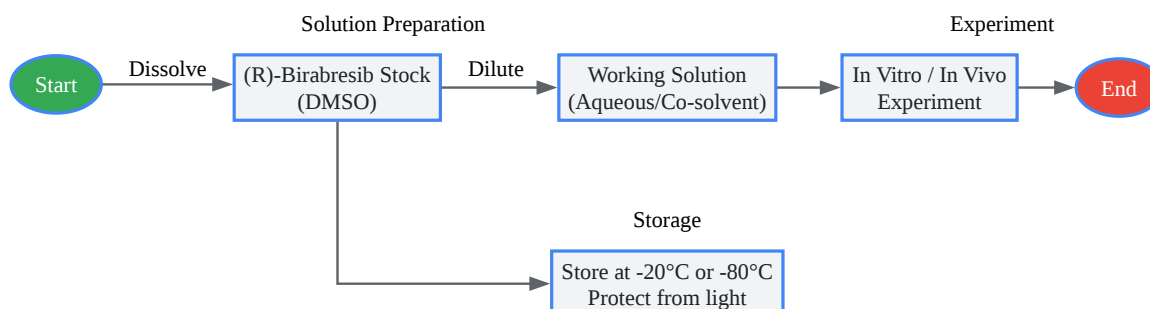 Solution Preparation
Experiment
Start
Dissolve
(R)-Birabresib Stock
(DMSO)
Dilute
Working Solution
(Aqueous/Co-solvent)
In Vitro / In Vivo
Experiment
End
Storage
Store at -20°C or -80°C
Protect from light